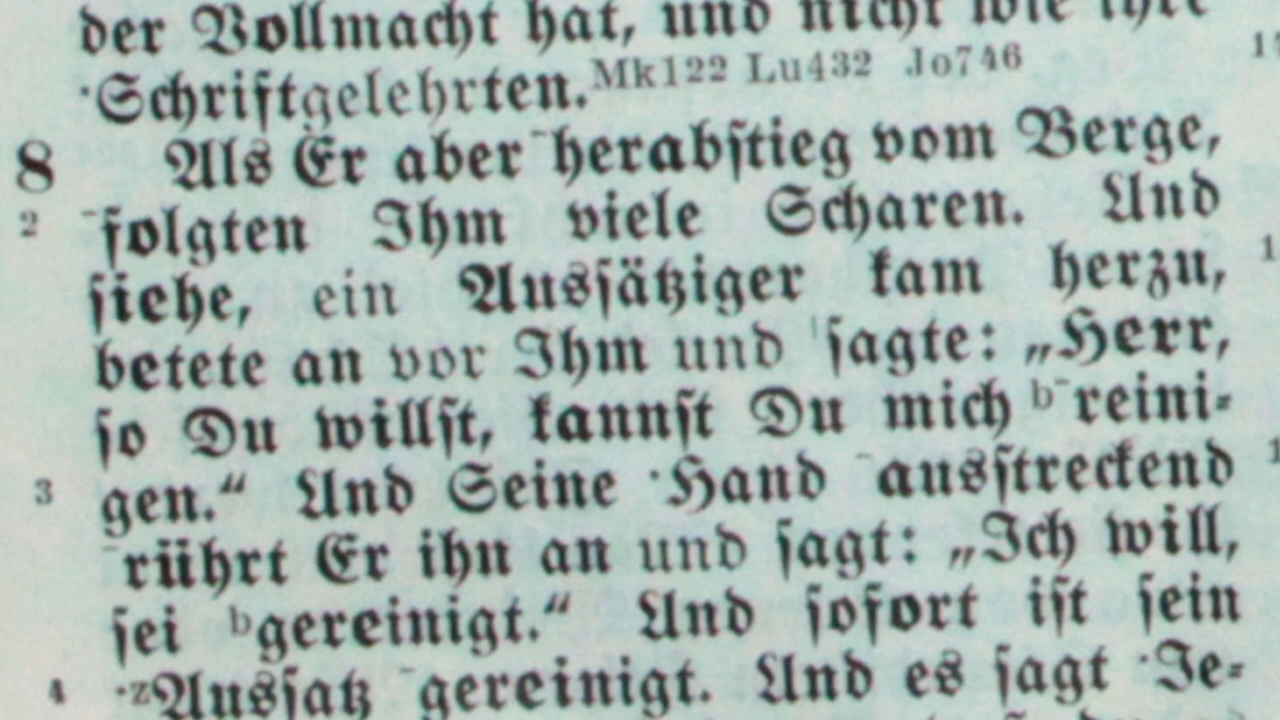 der Vollmacht hat, und nicht wie ihre
·Schriftgelehrten. Mk122 Lu432 Jo746
8 Als Er aber ¯herabstieg vom Berge,
2 ¯folgten Ihm viele Scharen. Und
siehe, ein Aussätziger kam herzu,
betete an vor Ihm und ˈsagte: „Herr,
so Du willst, kannst Du mich b¯reini-
3 gen.“ Und Seine ·Hand ¯ausstreckend
¯rührt Er ihn an und sagt: „Ich will,
sei bgereinigt.“ Und sofort ist sein
4 ·zAussatz ¯gereinigt. Und es sagt ·Je-